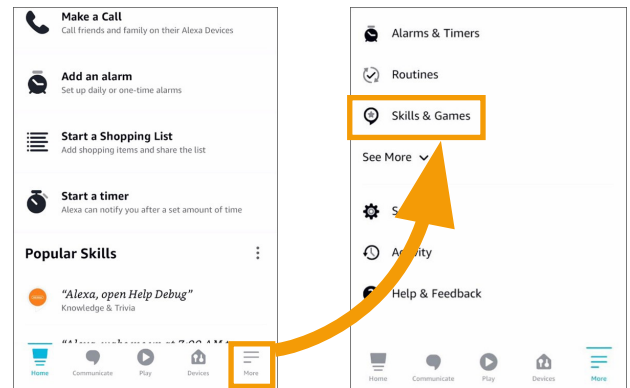 Make a Call
Call friends and family on their Alexa Devices
Add an alarm
Set up daily or one-time alarms
Start a Shopping List
Add shopping items and share the list
Start a timer
Alexa can notify you after a set amount of time
Popular Skills
“Alexa, open Help Debug”
Knowledge & Trivia
Home
Communicate
Play
Devices
More
Alarms & Timers
Routines
Skills & Games
See More
Help & Feedback
Home
Communicate
Play
Devices
More